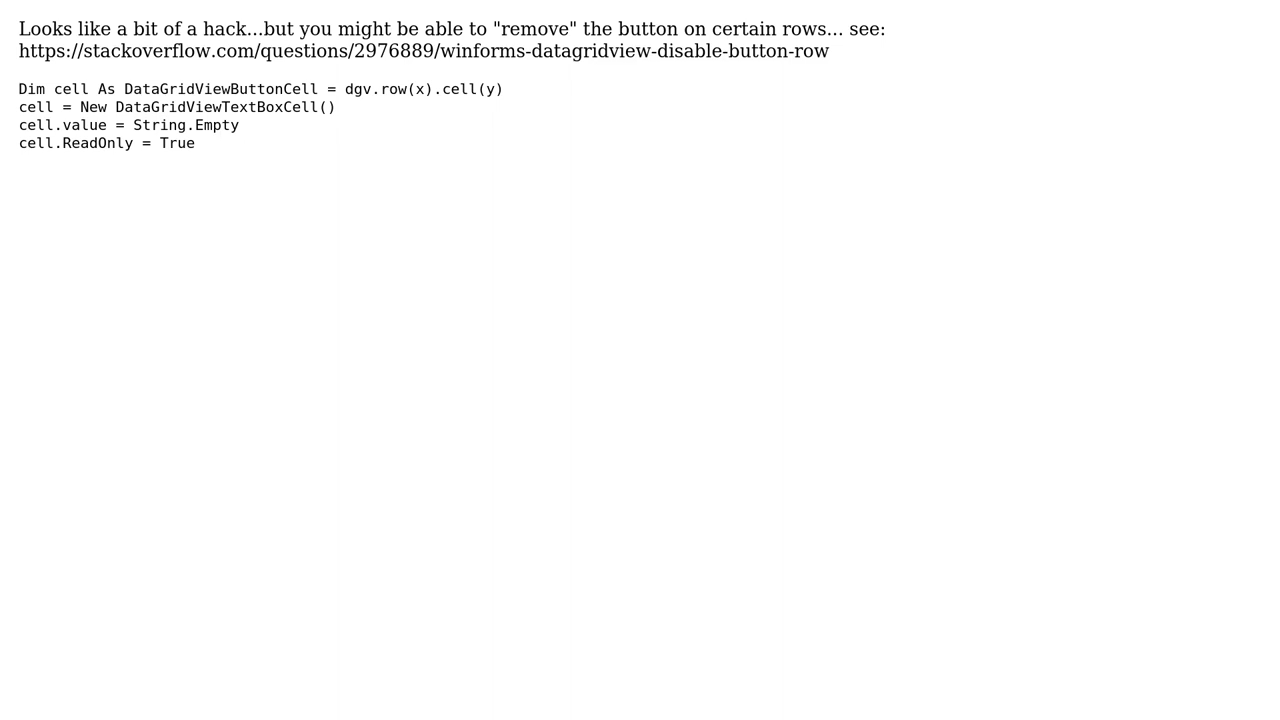 Looks like a bit of a hack...but you might be able to "remove" the button on certain rows... see:
https://stackoverflow.com/questions/2976889/winforms-datagridview-disable-button-row
Dim cell As DataGridViewButtonCell = dgv.row(x).cell(y)
cell = New DataGridViewTextBoxCell()
cell.value = String.Empty
cell.ReadOnly = True